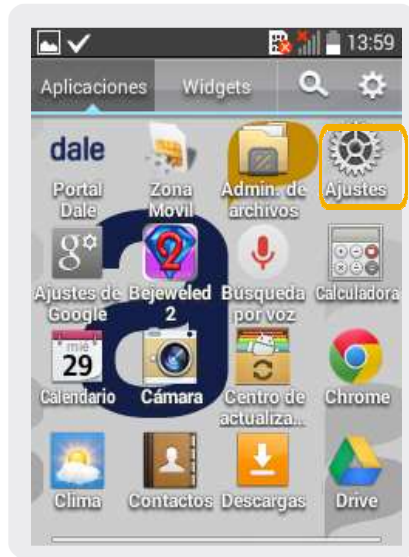 13:59
Aplicaciones Widgets
dale
Portal Dale
Zona Movil
Admin. de archivos
Ajustes
g
Ajustes de Google
2
Bejeweled 2
Búsqueda por voz
Calculadora
mié
29
Calendario
Cámara
Centro de actualiza...
Chrome
Clima
Contactos
Descargas
Drive